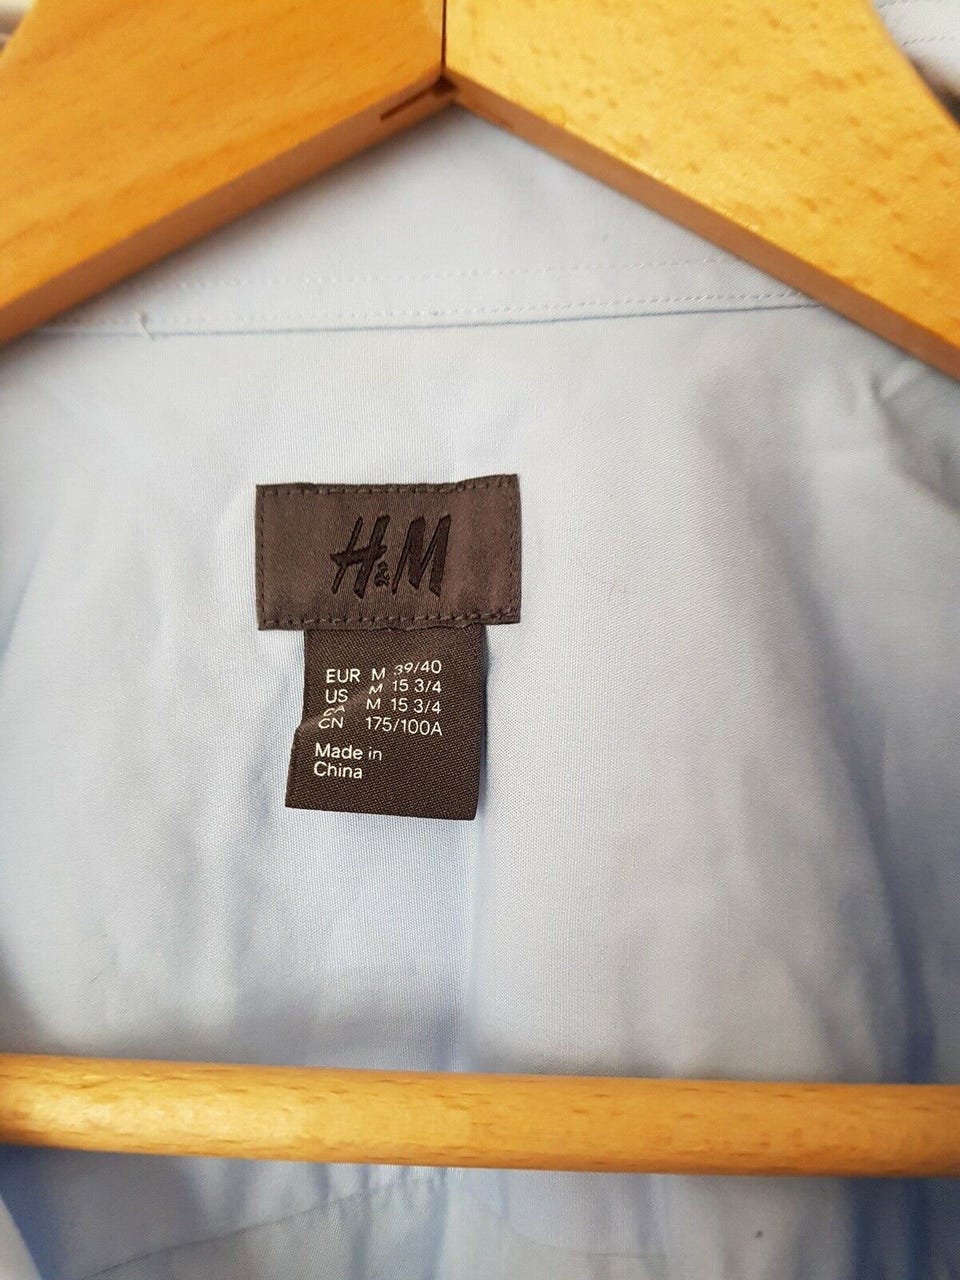 H&M
EUR M 39/40
US M 15 3/4
CA M 15 3/4
CN 175/100A
Made in
China